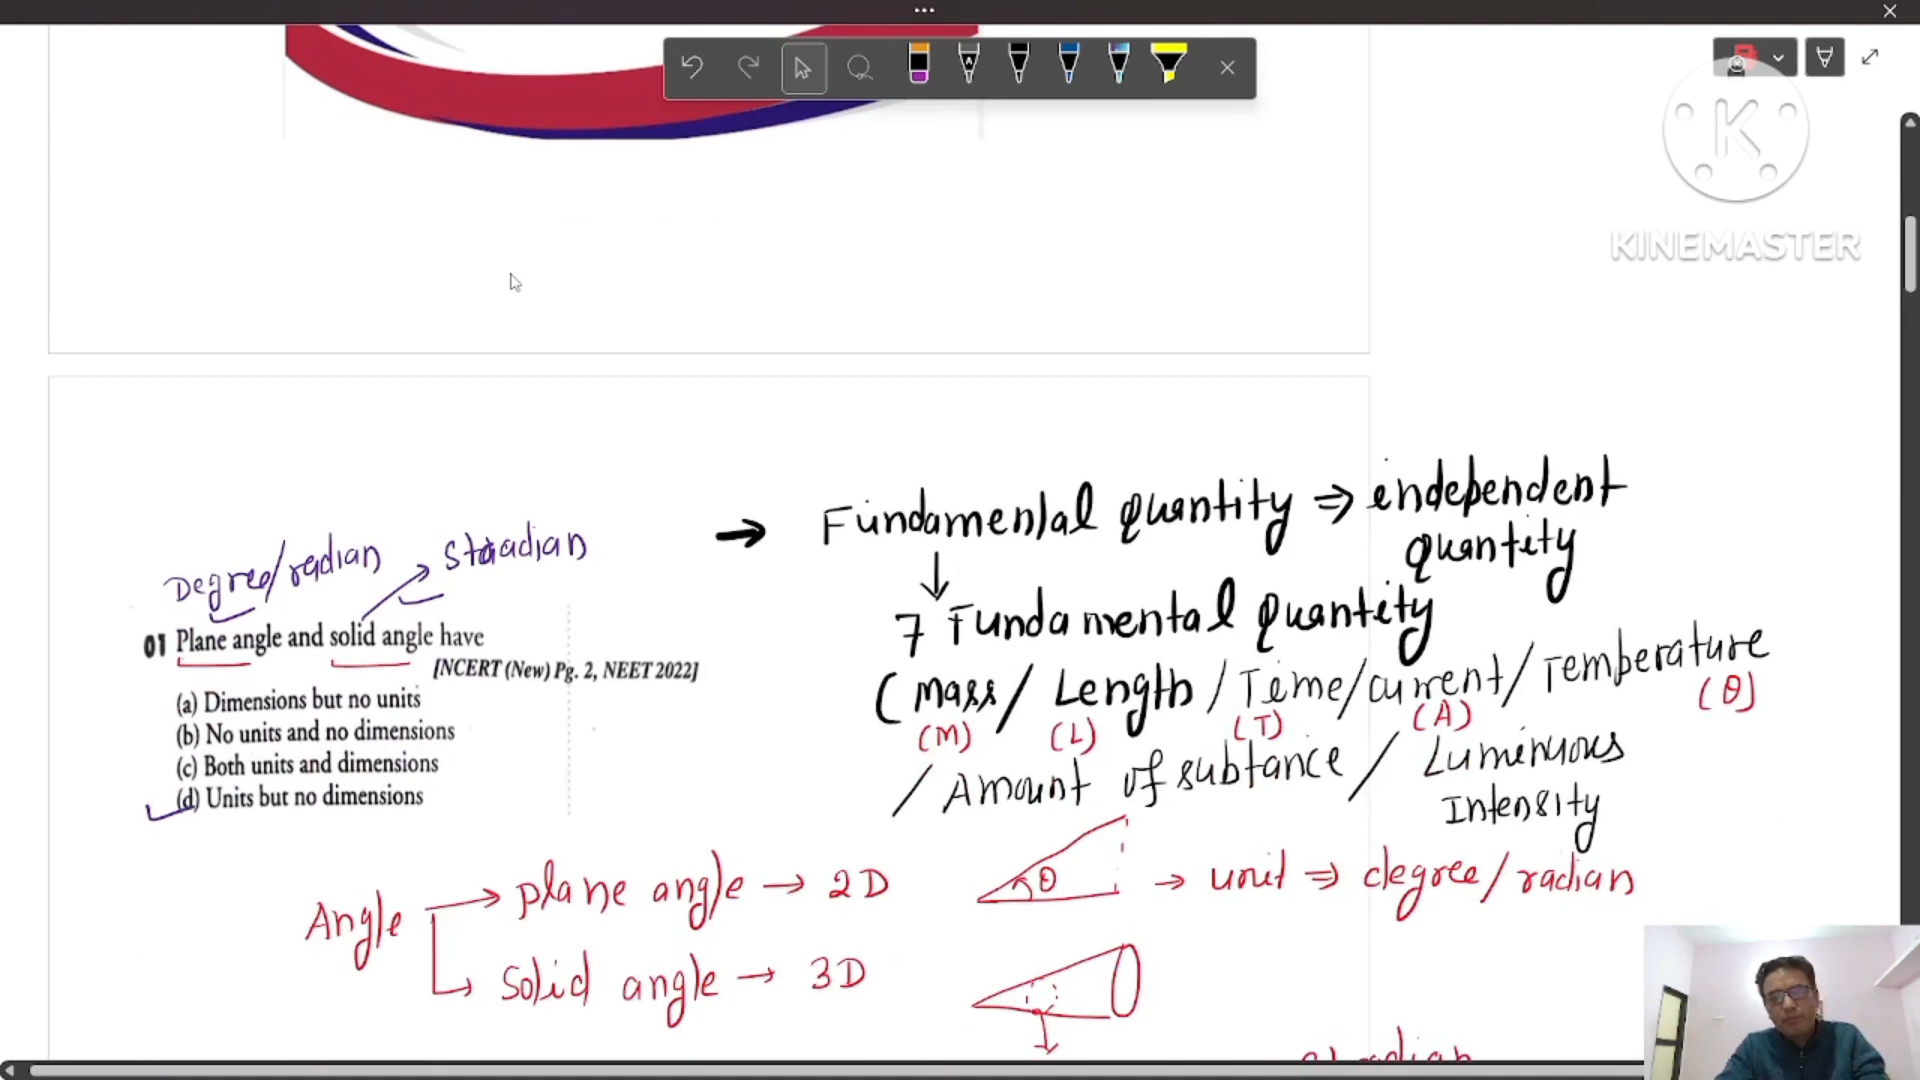 KINEMASTER
Degree/radian
Staadian
01 Plane angle and solid angle have
[NCERT (New) Pg. 2, NEET 2022]
(a) Dimensions but no units
(b) No units and no dimensions
(c) Both units and dimensions
(d) Units but no dimensions
→ Fundamental quantity ⇒ independent
quantity
↓
7 Fundamental quantity
(Mass/ Length / Time/current/Temperature
(M) (L) (T) (A) (θ)
/ Amount of subtance / Luminuous
Intensity
Angle → plane angle → 2D θ → unit ⇒ degree/radian
→ Solid angle → 3D